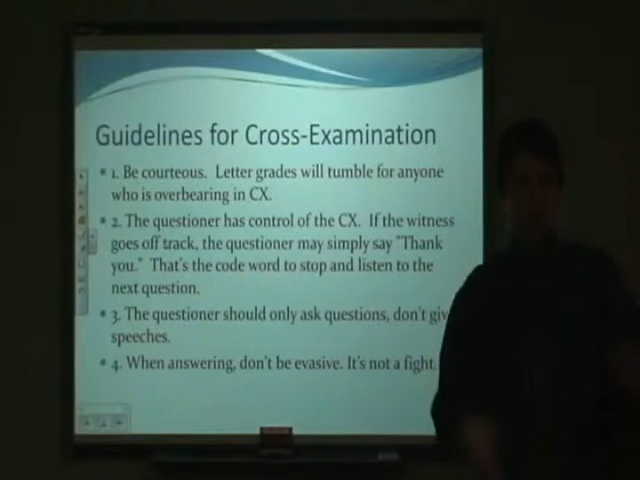 Guidelines for Cross-Examination
• 1. Be courteous. Letter grades will tumble for anyone
who is overbearing in CX.
• 2. The questioner has control of the CX. If the witness
goes off track, the questioner may simply say "Thank
you." That's the code word to stop and listen to the
next question.
• 3. The questioner should only ask questions, don't giv
speeches.
• 4. When answering, don't be evasive. It's not a fight.